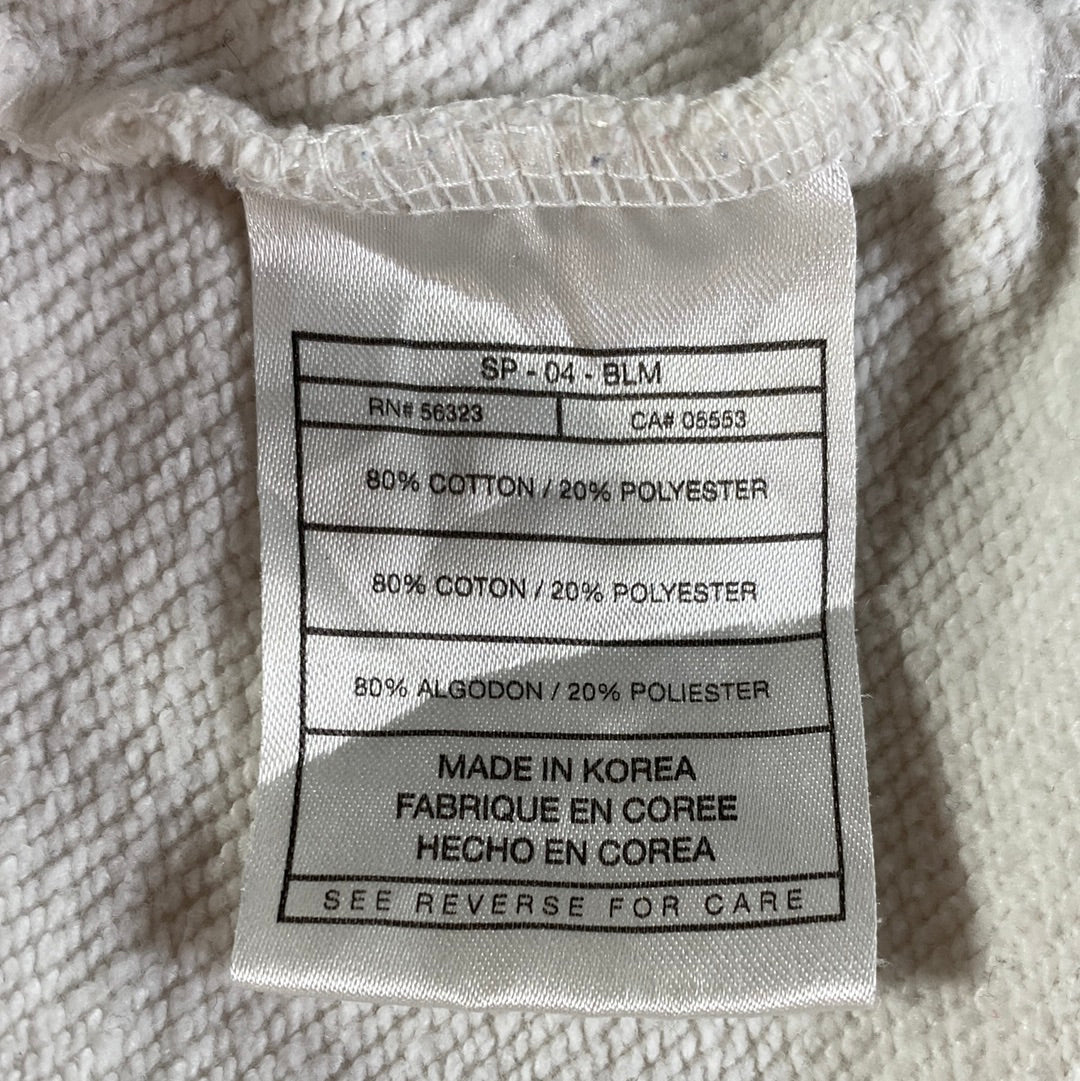 SP - 04 - BLM
RN# 56323
CA# 05553
80% COTTON / 20% POLYESTER
80% COTON / 20% POLYESTER
80% ALGODON / 20% POLIESTER
MADE IN KOREA
FABRIQUE EN COREE
HECHO EN COREA
SEE REVERSE FOR CARE